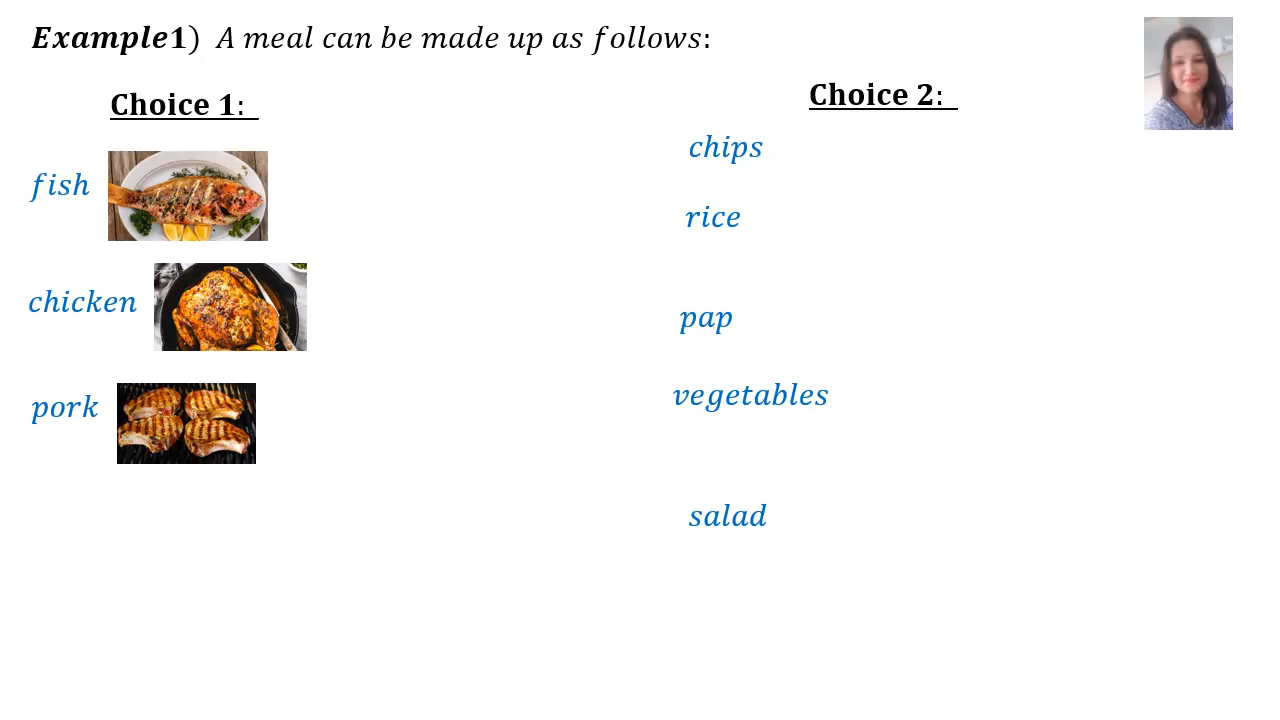 Example1) A meal can be made up as follows:
Choice 1:
fish
chicken
pork
Choice 2:
chips
rice
pap
vegetables
salad